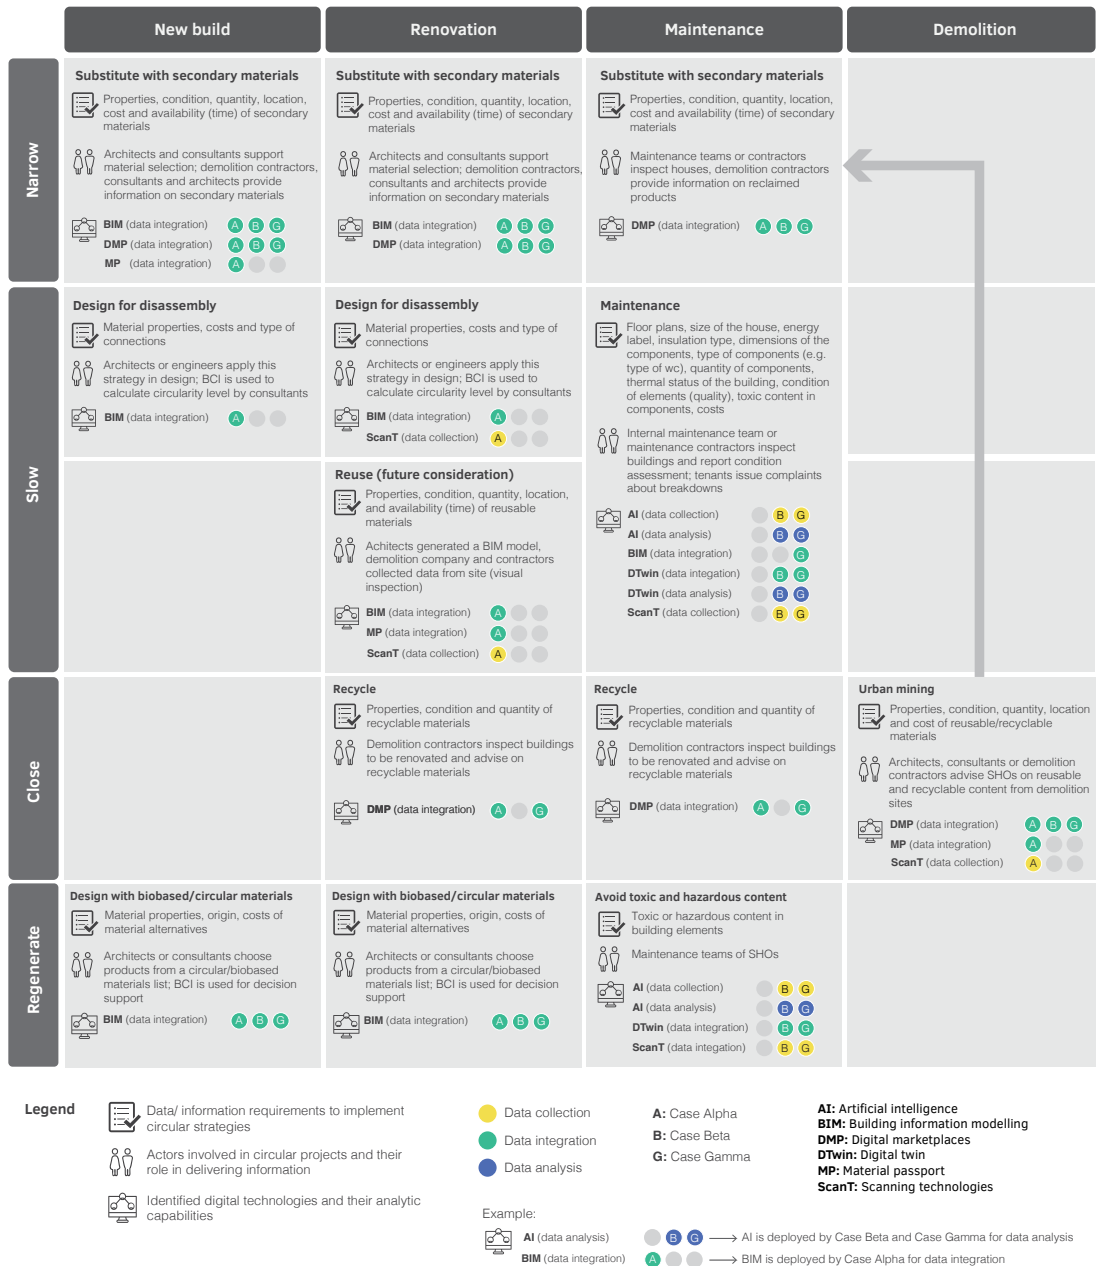 New build
Renovation
Maintenance
Demolition
Narrow
Substitute with secondary materials
Properties, condition, quantity, location,
cost and availability (time) of secondary
materials
Architects and consultants support
material selection; demolition contractors,
consultants and architects provide
information on secondary materials
BIM (data integration) A B G
DMP (data integration) A B G
MP (data integration) A
Substitute with secondary materials
Properties, condition, quantity, location,
cost and availability (time) of secondary
materials
Architects and consultants support
material selection; demolition contractors,
consultants and architects provide
information on secondary materials
BIM (data integration) A B G
DMP (data integration) A B G
Substitute with secondary materials
Properties, condition, quantity, location,
cost and availability (time) of secondary
materials
Maintenance teams or contractors
inspect houses, demolition contractors
provide information on reclaimed
products
DMP (data integration) A B G
Slow
Design for disassembly
Material properties, costs and type of
connections
Architects or engineers apply this
strategy in design; BCI is used to
calculate circularity level by consultants
BIM (data integration) A
Design for disassembly
Material properties, costs and type of
connections
Architects or engineers apply this
strategy in design; BCI is used to
calculate circularity level by consultants
BIM (data integration) A
ScanT (data collection) A
Reuse (future consideration)
Properties, condition, quantity, location,
and availability (time) of reusable
materials
Achitects generated a BIM model,
demolition company and contractors
collected data from site (visual
inspection)
BIM (data integration) A
MP (data integration) A
ScanT (data collection) A
Maintenance
Floor plans, size of the house, energy
label, insulation type, dimensions of the
components, type of components (e.g.
type of wc), quantity of components,
thermal status of the building, condition
of elements (quality), toxic content in
components, costs
Internal maintenance team or
maintenance contractors inspect
buildings and report condition
assessment; tenants issue complaints
about breakdowns
AI (data collection) B G
AI (data analysis) B G
BIM (data integration) G
DTwin (data integation) B G
DTwin (data analysis) B G
ScanT (data collection) B G
Close
Recycle
Properties, condition and quantity of
recyclable materials
Demolition contractors inspect buildings
to be renovated and advise on
recyclable materials
DMP (data integration) A G
Recycle
Properties, condition and quantity of
recyclable materials
Demolition contractors inspect buildings
to be renovated and advise on
recyclable materials
DMP (data integration) A G
Urban mining
Properties, condition, quantity, location
and cost of reusable/recyclable
materials
Architects, consultants or demolition
contractors advise SHOs on reusable
and recyclable content from demolition
sites
DMP (data integration) A B G
MP (data integration) A
ScanT (data collection) A
Regenerate
Design with biobased/circular materials
Material properties, origin, costs of
material alternatives
Architects or consultants choose
products from a circular/biobased
materials list; BCI is used for decision
support
BIM (data integration) A B G
Design with biobased/circular materials
Material properties, origin, costs of
material alternatives
Architects or consultants choose
products from a circular/biobased
materials list; BCI is used for decision
support
BIM (data integration) A B G
Avoid toxic and hazardous content
Toxic or hazardous content in
building elements
Maintenance teams of SHOs
AI (data collection) B G
AI (data analysis) B G
DTwin (data integration) B G
ScanT (data integation) B G
Legend
Data/ information requirements to implement
circular strategies
Actors involved in circular projects and their
role in delivering information
Identified digital technologies and their analytic
capabilities
Data collection
Data integration
Data analysis
A: Case Alpha
B: Case Beta
G: Case Gamma
AI: Artificial intelligence
BIM: Building information modelling
DMP: Digital marketplaces
DTwin: Digital twin
MP: Material passport
ScanT: Scanning technologies
Example:
AI (data analysis) B G → AI is deployed by Case Beta and Case Gamma for data analysis
BIM (data integration) A → BIM is deployed by Case Alpha for data integration